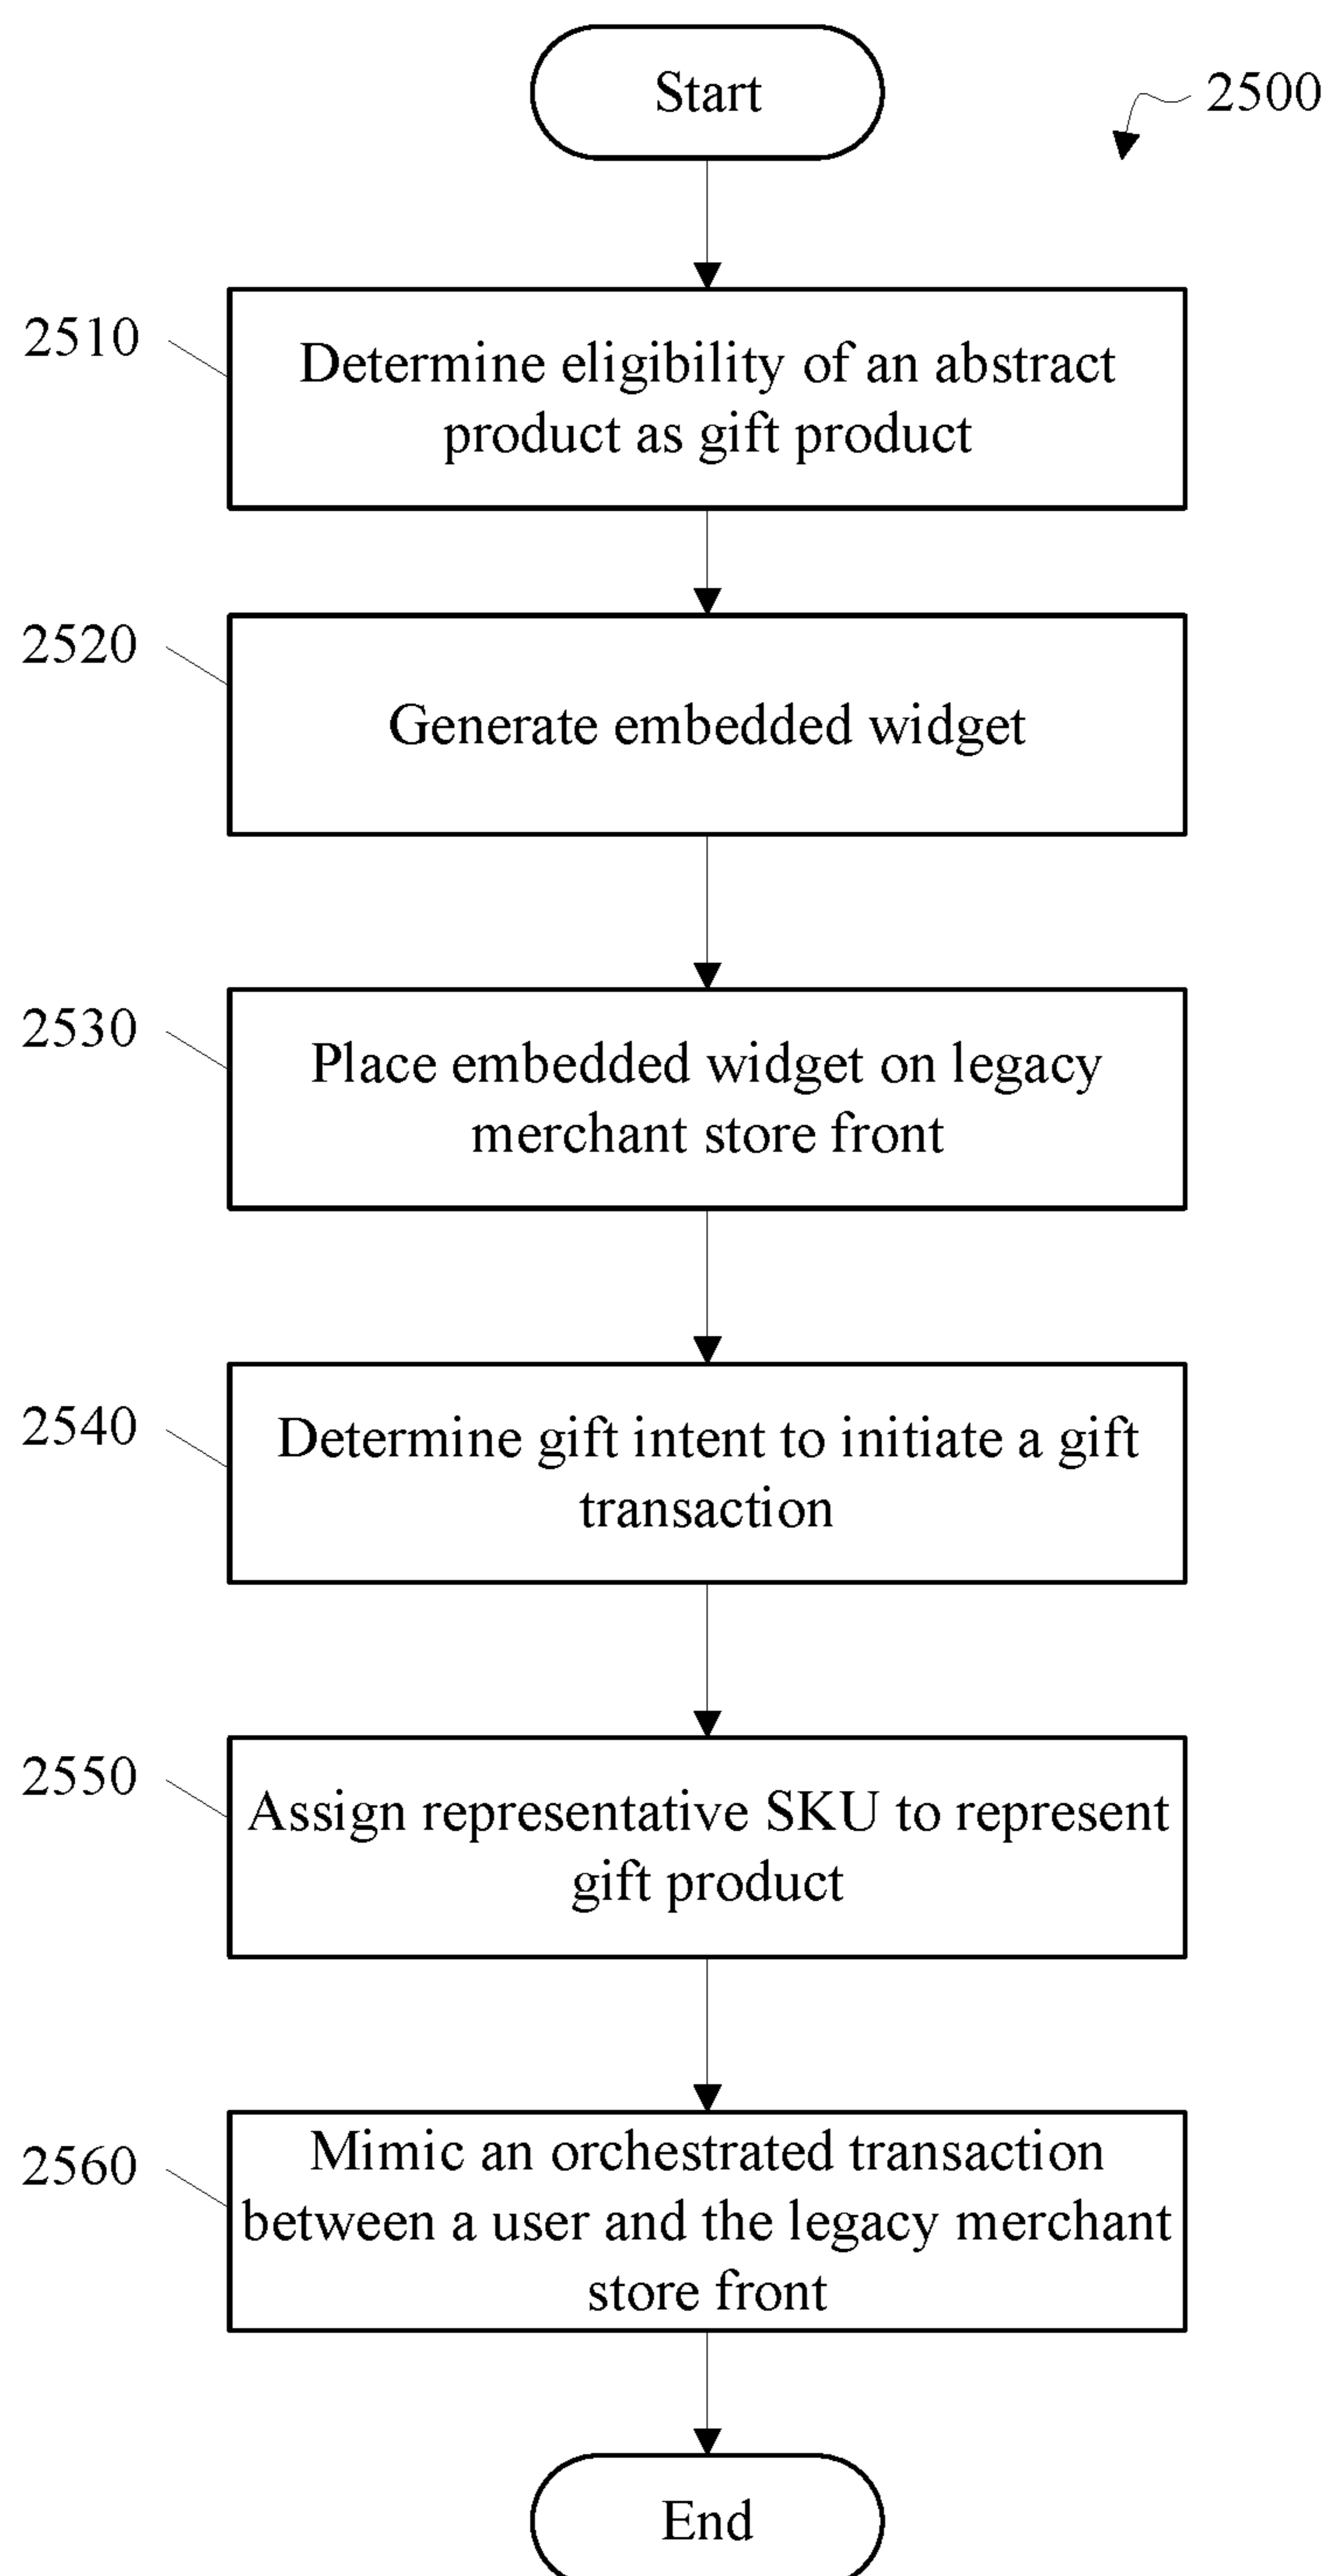 Start
2500
2510
Determine eligibility of an abstract
product as gift product
2520
Generate embedded widget
2530
Place embedded widget on legacy
merchant store front
2540
Determine gift intent to initiate a gift
transaction
2550
Assign representative SKU to represent
gift product
2560
Mimic an orchestrated transaction
between a user and the legacy merchant
store front
End